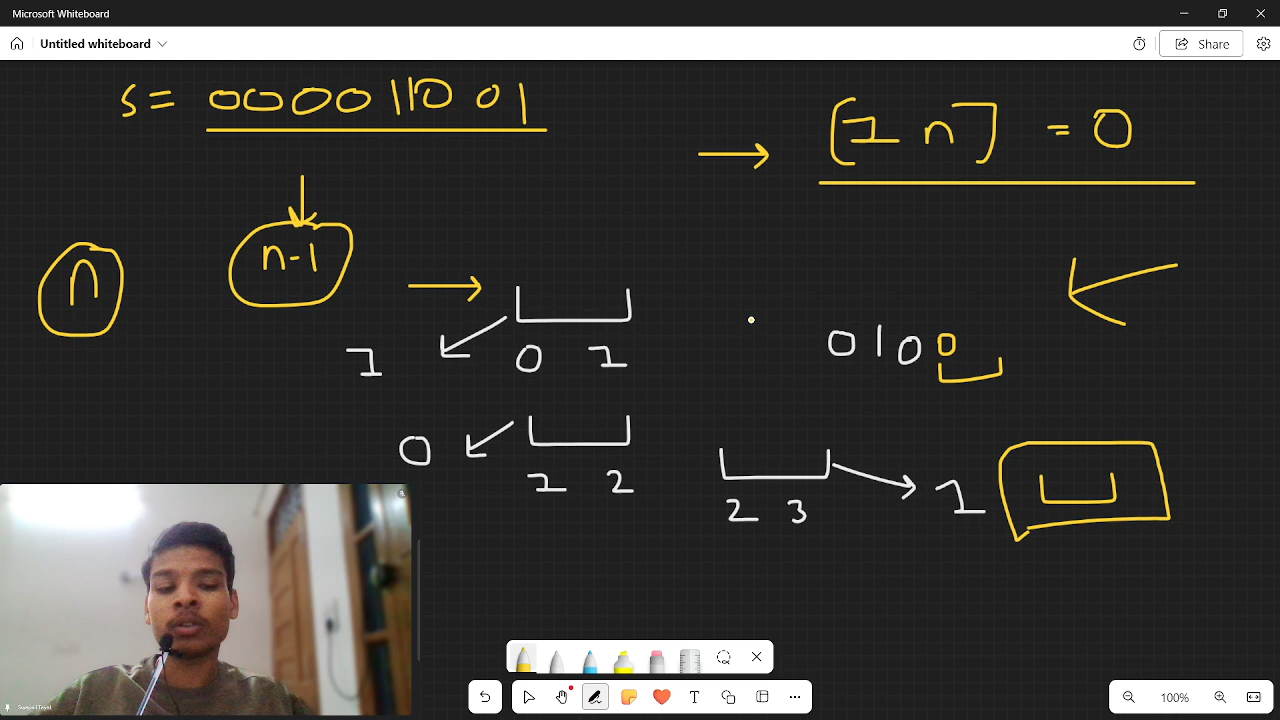 Microsoft Whiteboard
Untitled whiteboard
Share
s = 0000110 01
[1 n] = 0
n
n-1
1
0 1
0100
0
1 2
2 3
1
100%